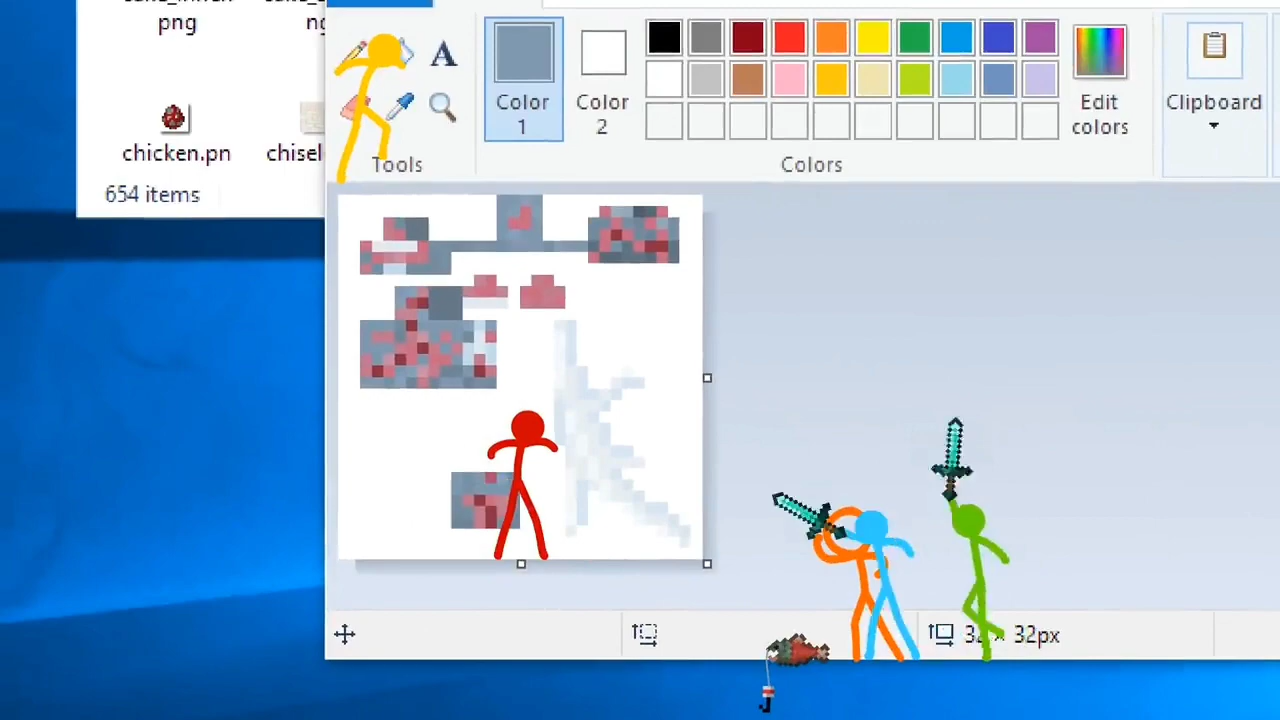 png
A
Color
1
Color
2
Edit
colors
Clipboard
Tools
Colors
chicken.pn
chisel
654 items
32px